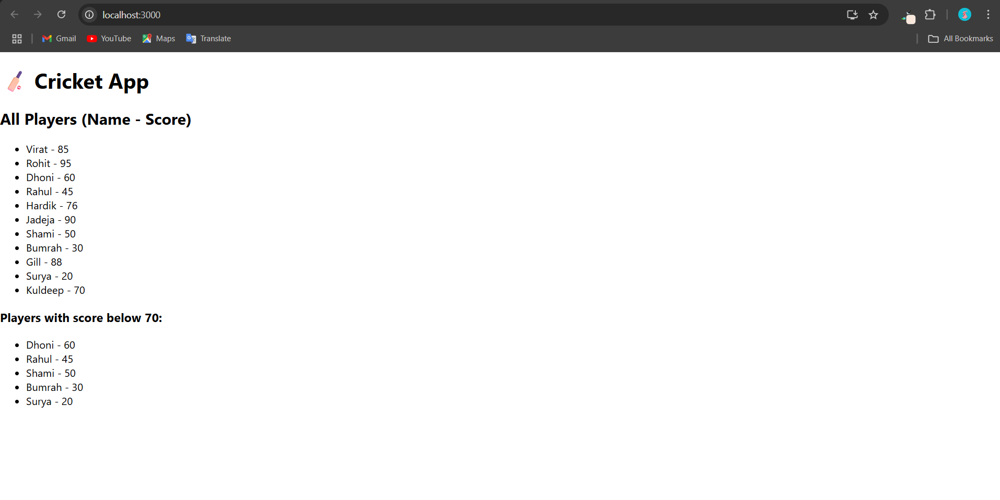 localhost:3000
Gmail YouTube Maps Translate All Bookmarks
Cricket App
All Players (Name - Score)
Virat - 85
Rohit - 95
Dhoni - 60
Rahul - 45
Hardik - 76
Jadeja - 90
Shami - 50
Bumrah - 30
Gill - 88
Surya - 20
Kuldeep - 70
Players with score below 70:
Dhoni - 60
Rahul - 45
Shami - 50
Bumrah - 30
Surya - 20